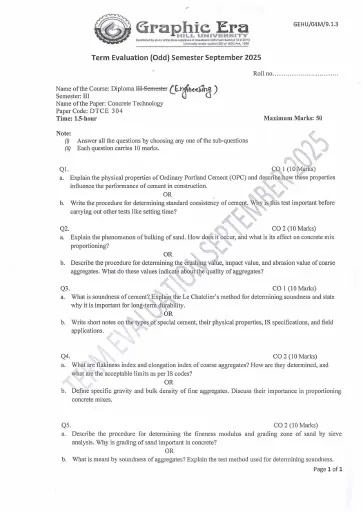 GEHU/04M/9.1.3
Graphic Era
HILL UNIVERSITY
Term Evaluation (Odd) Semester September 2025
Roll no..............................
Name of the Course: Diploma III Semester (Engineering)
Semester: III
Name of the Paper: Concrete Technology
Paper Code: DTCE 304
Time: 1.5-hour Maximum Marks: 50
Note:
(i) Answer all the questions by choosing any one of the sub-questions
(ii) Each question carries 10 marks.
Q1. CO 1 (10 Marks)
a. Explain the physical properties of Ordinary Portland Cement (OPC) and describe how these properties
influence the performance of cement in construction.
OR
b. Write the procedure for determining standard consistency of cement. Why is this test important before
carrying out other tests like setting time?
Q2. CO 2 (10 Marks)
a. Explain the phenomenon of bulking of sand. How does it occur, and what is its effect on concrete mix
proportioning?
OR
b. Describe the procedure for determining the crushing value, impact value, and abrasion value of coarse
aggregates. What do these values indicate about the quality of aggregates?
Q3. CO 1 (10 Marks)
a. What is soundness of cement? Explain the Le Chatelier's method for determining soundness and state
why it is important for long-term durability.
OR
b. Write short notes on the types of special cement, their physical properties, IS specifications, and field
applications.
Q4. CO 2 (10 Marks)
a. What are flakiness index and elongation index of coarse aggregates? How are they determined, and
what are the acceptable limits as per IS codes?
OR
b. Define specific gravity and bulk density of fine aggregates. Discuss their importance in proportioning
concrete mixes.
Q5. CO 2 (10 Marks)
a. Describe the procedure for determining the fineness modulus and grading zone of sand by sieve
analysis. Why is grading of sand important in concrete?
OR
b. What is meant by soundness of aggregates? Explain the test method used for determining soundness.
Page 1 of 1
TERM EVALUATION SEPTEMBER 2025